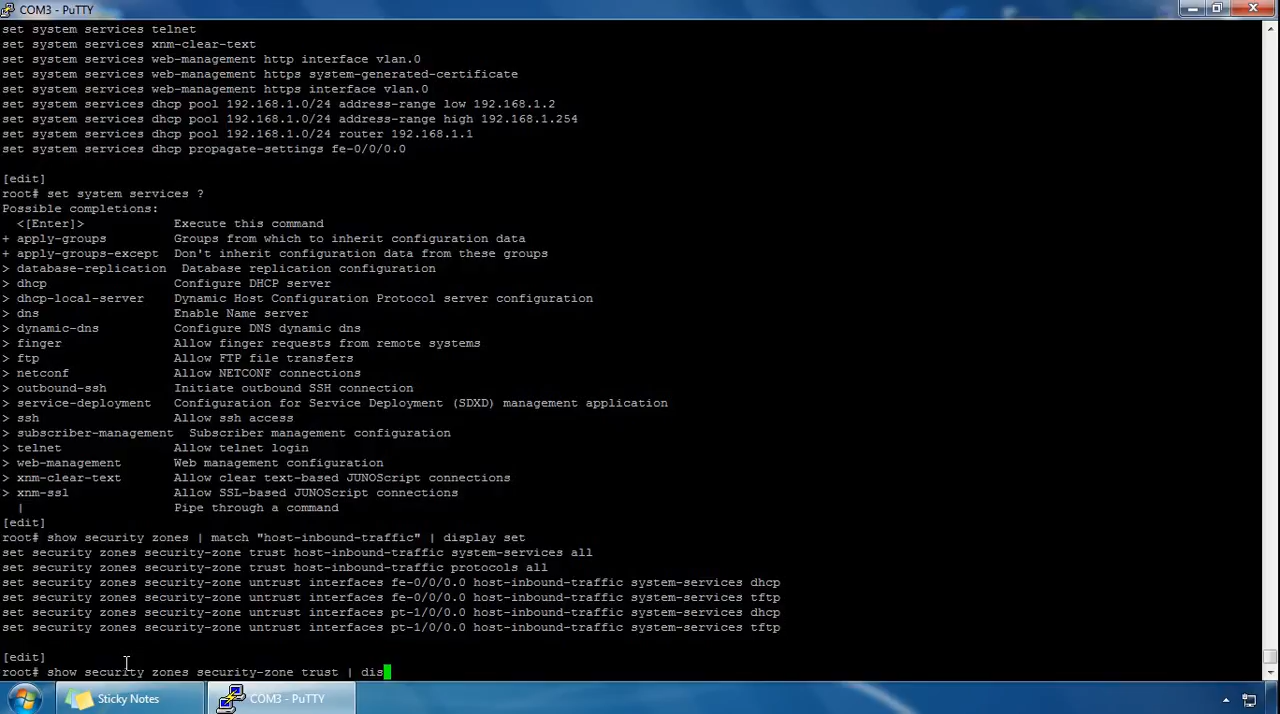 COM3 - PuTTY
set system services telnet
set system services xnm-clear-text
set system services web-management http interface vlan.0
set system services web-management https system-generated-certificate
set system services web-management https interface vlan.0
set system services dhcp pool 192.168.1.0/24 address-range low 192.168.1.2
set system services dhcp pool 192.168.1.0/24 address-range high 192.168.1.254
set system services dhcp pool 192.168.1.0/24 router 192.168.1.1
set system services dhcp propagate-settings fe-0/0/0.0
[edit]
root# set system services ?
Possible completions:
<[Enter]> Execute this command
+ apply-groups Groups from which to inherit configuration data
+ apply-groups-except Don't inherit configuration data from these groups
> database-replication Database replication configuration
> dhcp Configure DHCP server
> dhcp-local-server Dynamic Host Configuration Protocol server configuration
> dns Enable Name server
> dynamic-dns Configure DNS dynamic dns
> finger Allow finger requests from remote systems
> ftp Allow FTP file transfers
> netconf Allow NETCONF connections
> outbound-ssh Initiate outbound SSH connection
> service-deployment Configuration for Service Deployment (SDXD) management application
> ssh Allow ssh access
> subscriber-management Subscriber management configuration
> telnet Allow telnet login
> web-management Web management configuration
> xnm-clear-text Allow clear text-based JUNOScript connections
> xnm-ssl Allow SSL-based JUNOScript connections
| Pipe through a command
[edit]
root# show security zones | match "host-inbound-traffic" | display set
set security zones security-zone trust host-inbound-traffic system-services all
set security zones security-zone trust host-inbound-traffic protocols all
set security zones security-zone untrust interfaces fe-0/0/0.0 host-inbound-traffic system-services dhcp
set security zones security-zone untrust interfaces fe-0/0/0.0 host-inbound-traffic system-services tftp
set security zones security-zone untrust interfaces pt-1/0/0.0 host-inbound-traffic system-services dhcp
set security zones security-zone untrust interfaces pt-1/0/0.0 host-inbound-traffic system-services tftp
[edit]
root# show security zones security-zone trust | dis
Sticky Notes
COM3 - PuTTY